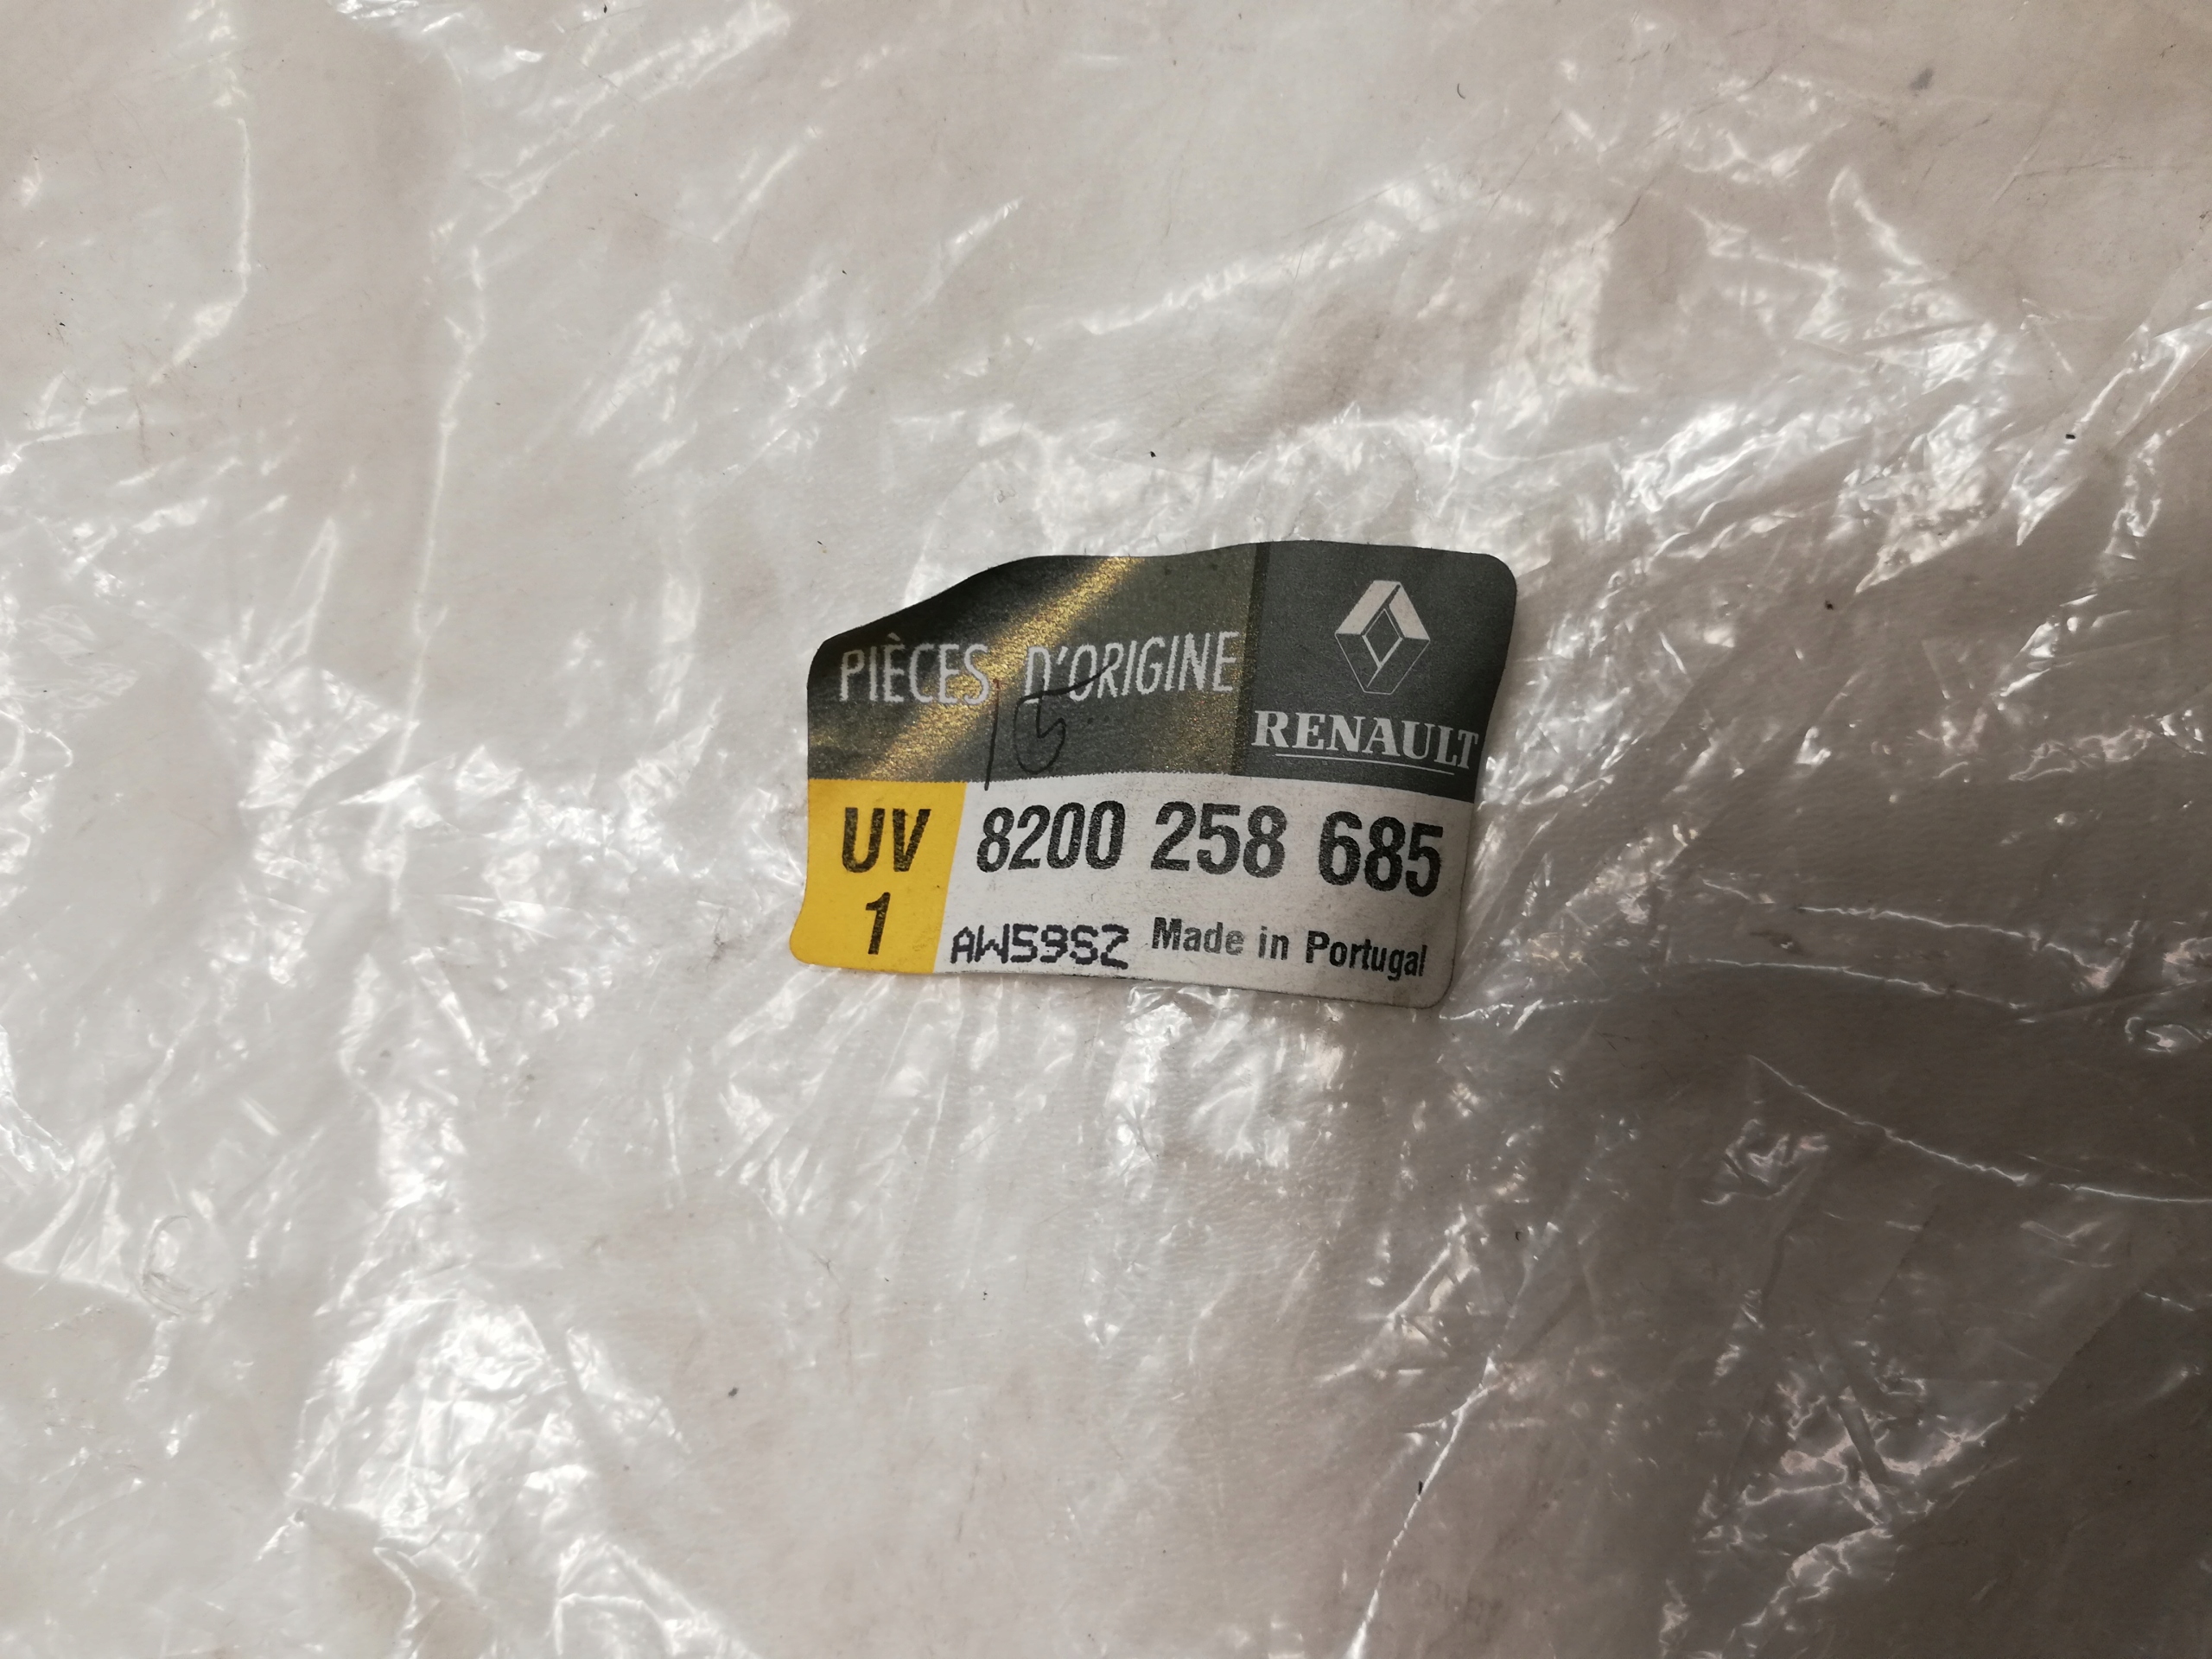 PIÈCES D'ORIGINE
15
RENAULT
UV 8200 258 685
1 AW59SZ Made in Portugal